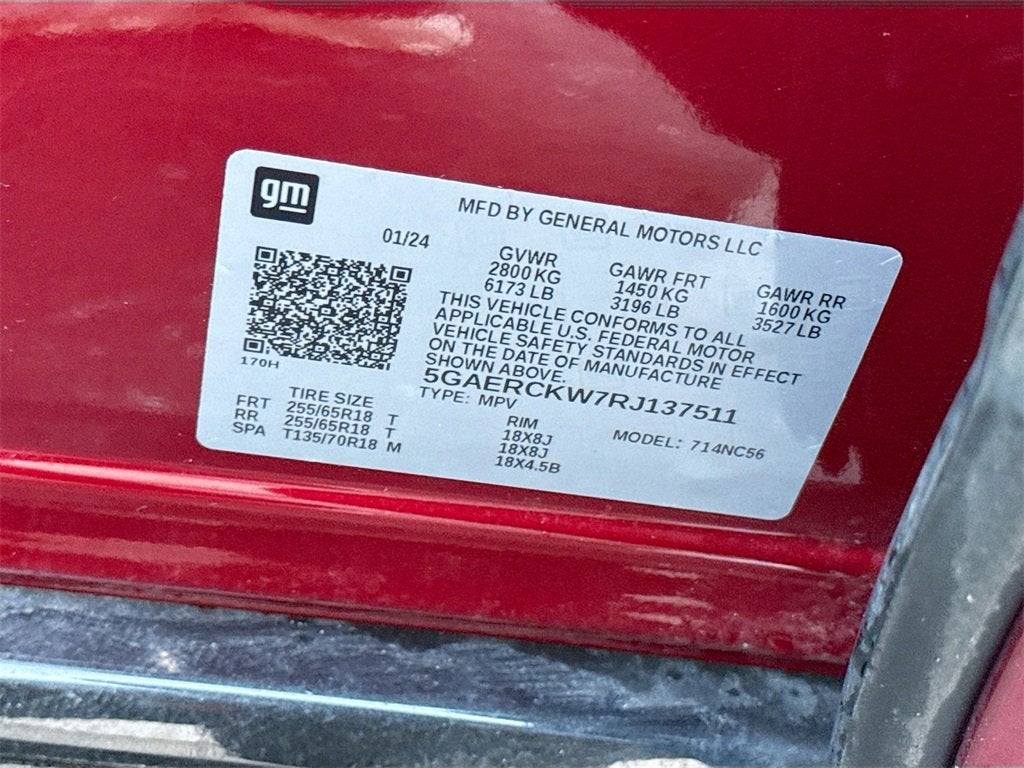 gm
MFD BY GENERAL MOTORS LLC
01/24
GVWR GAWR FRT GAWR RR
2800 KG 1450 KG 1600 KG
6173 LB 3196 LB 3527 LB
THIS VEHICLE CONFORMS TO ALL
APPLICABLE U.S. FEDERAL MOTOR
VEHICLE SAFETY STANDARDS IN EFFECT
ON THE DATE OF MANUFACTURE
SHOWN ABOVE.
170H
5GAERCKW7RJ137511
TYPE: MPV MODEL: 714NC56
TIRE SIZE RIM
FRT 255/65R18 T 18X8J
RR 255/65R18 T 18X8J
SPA T135/70R18 M 18X4.5B